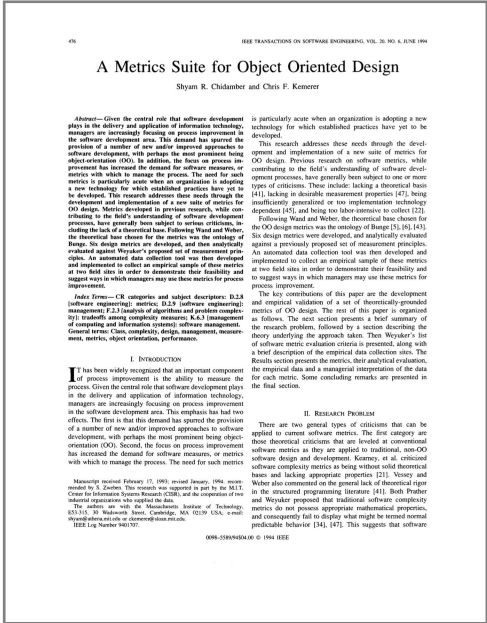 476
IEEE TRANSACTIONS ON SOFTWARE ENGINEERING, VOL. 20, NO. 6, JUNE 1994
A Metrics Suite for Object Oriented Design
Shyam R. Chidamber and Chris F. Kemerer
Abstract—Given the central role that software development
plays in the delivery and application of information technology,
managers are increasingly focusing on process improvement in
the software development area. This demand has spurred the
provision of a number of new and/or improved approaches to
software development, with perhaps the most prominent being
object-orientation (OO). In addition, the focus on process im-
provement has increased the demand for software measures, or
metrics with which to manage the process. The need for such
metrics is particularly acute when an organization is adopting
a new technology for which established practices have yet to
be developed. This research addresses these needs through the
development and implementation of a new suite of metrics for
OO design. Metrics developed in previous research, while con-
tributing to the field's understanding of software development
processes, have generally been subject to serious criticisms, in-
cluding the lack of a theoretical base. Following Wand and Weber,
the theoretical base chosen for the metrics was the ontology of
Bunge. Six design metrics are developed, and then analytically
evaluated against Weyuker's proposed set of measurement prin-
ciples. An automated data collection tool was then developed
and implemented to collect an empirical sample of these metrics
at two field sites in order to demonstrate their feasibility and
suggest ways in which managers may use these metrics for process
improvement.
Index Terms—CR categories and subject descriptors: D.2.8
[software engineering]: metrics; D.2.9 [software engineering]:
management; F.2.3 [analysis of algorithms and problem complex-
ity]: tradeoffs among complexity measures; K.6.3 [management
of computing and information systems]: software management.
General terms: Class, complexity, design, management, measure-
ment, metrics, object orientation, performance.
I. INTRODUCTION
IT has been widely recognized that an important component
of process improvement is the ability to measure the
process. Given the central role that software development plays
in the delivery and application of information technology,
managers are increasingly focusing on process improvement
in the software development area. This emphasis has had two
effects. The first is that this demand has spurred the provision
of a number of new and/or improved approaches to software
development, with perhaps the most prominent being object-
orientation (OO). Second, the focus on process improvement
has increased the demand for software measures, or metrics
with which to manage the process. The need for such metrics
Manuscript received February 17, 1993; revised January, 1994. recom-
mended by S. Zweben. This research was supported in part by the M.I.T.
Center for Information Systems Research (CISR), and the cooperation of two
industrial organizations who supplied the data.
The authors are with the Massachusetts Institute of Technology,
E53-315, 30 Wadsworth Street, Cambridge, MA 02139 USA; e-mail:
shyam@athena.mit.edu or ckemerer@sloan.mit.edu.
IEEE Log Number 9401707.
is particularly acute when an organization is adopting a new
technology for which established practices have yet to be
developed.
This research addresses these needs through the devel-
opment and implementation of a new suite of metrics for
OO design. Previous research on software metrics, while
contributing to the field's understanding of software devel-
opment processes, have generally been subject to one or more
types of criticisms. These include: lacking a theoretical basis
[41], lacking in desirable measurement properties [47], being
insufficiently generalized or too implementation technology
dependent [45], and being too labor-intensive to collect [22].
Following Wand and Weber, the theoretical base chosen for
the OO design metrics was the ontology of Bunge [5], [6], [43].
Six design metrics were developed, and analytically evaluated
against a previously proposed set of measurement principles.
An automated data collection tool was then developed and
implemented to collect an empirical sample of these metrics at
two field sites in order to demonstrate their feasibility and
to suggest ways in which managers may use these metrics for
process improvement.
The key contributions of this paper are the development
and empirical validation of a set of theoretically-grounded
metrics of OO design. The rest of this paper is organized
as follows. The next section presents a brief summary of
the research problem, followed by a section describing the
theory underlying the approach taken. Then Weyuker's list
of software metric evaluation criteria is presented, along with
a brief description of the empirical data collection sites. The
Results section presents the metrics, their analytical evaluation,
the empirical data and a managerial interpretation of the data
for each metric. Some concluding remarks are presented in
the final section.
II. RESEARCH PROBLEM
There are two general types of criticisms that can be
applied to current software metrics. The first category are
those theoretical criticisms that are leveled at conventional
software metrics as they are applied to traditional, non-OO
software design and development. Kearney, et al. criticized
software complexity metrics as being without solid theoretical
bases and lacking appropriate properties [21]. Vessey and
Weber also commented on the general lack of theoretical rigor
in the structured programming literature [41]. Both Prather
and Weyuker proposed that traditional software complexity
metrics do not possess appropriate mathematical properties,
and consequently fail to display what might be termed normal
predictable behavior [34], [47]. This suggests that software
0098-5589/94$04.00 © 1994 IEEE